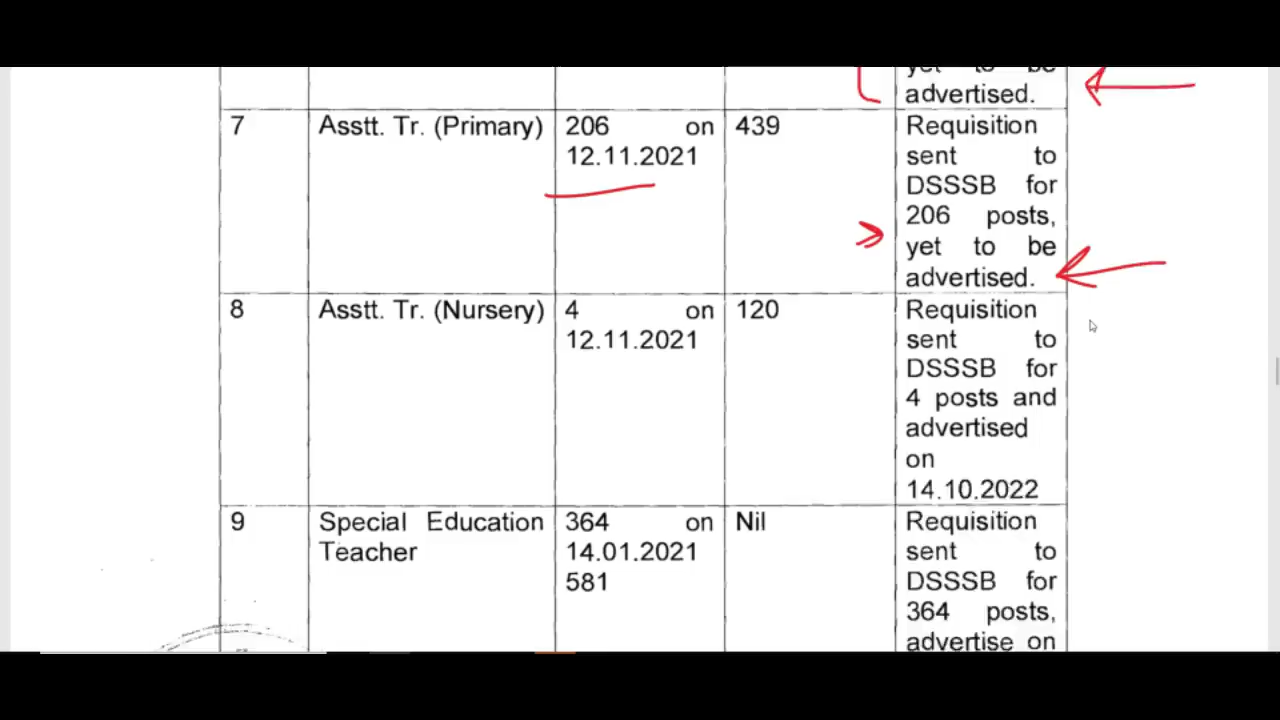 yet to be
advertised.
7 Asstt. Tr. (Primary) 206 on 439 Requisition
12.11.2021 sent to
DSSSB for
206 posts,
yet to be
advertised.
8 Asstt. Tr. (Nursery) 4 on 120 Requisition
12.11.2021 sent to
DSSSB for
4 posts and
advertised
on
14.10.2022
9 Special Education 364 on Nil Requisition
Teacher 14.01.2021 sent to
581 DSSSB for
364 posts,
advertise on